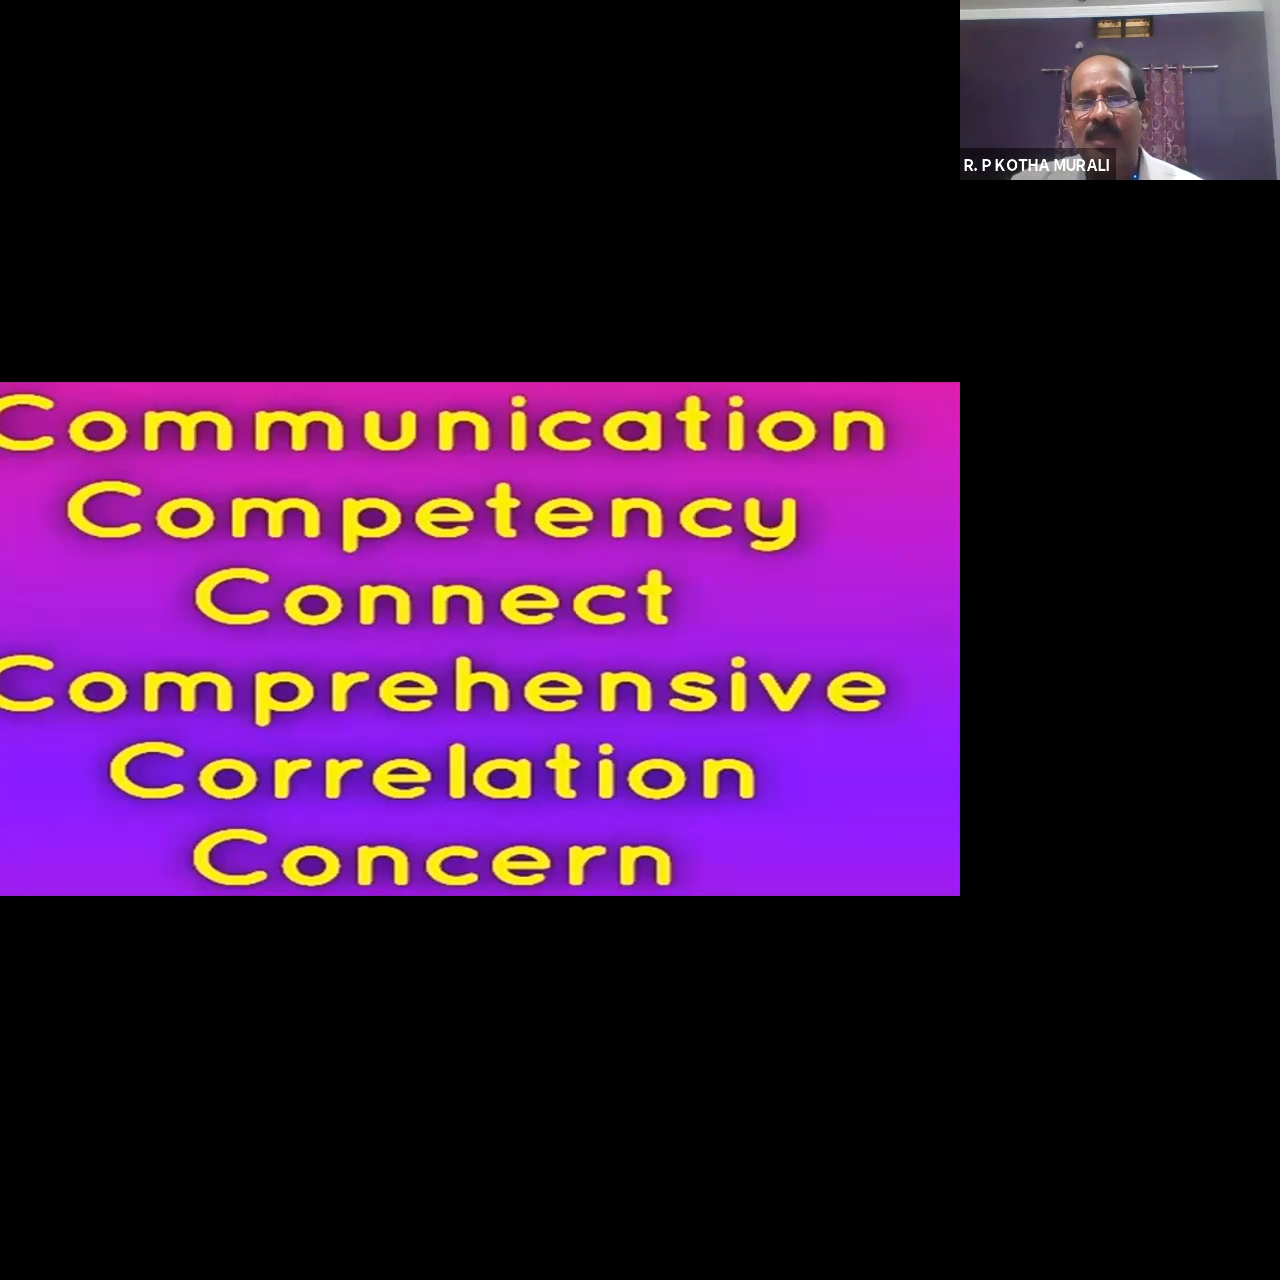 R. P KOTHA MURALI
Communication
Competency
Connect
Comprehensive
Correlation
Concern